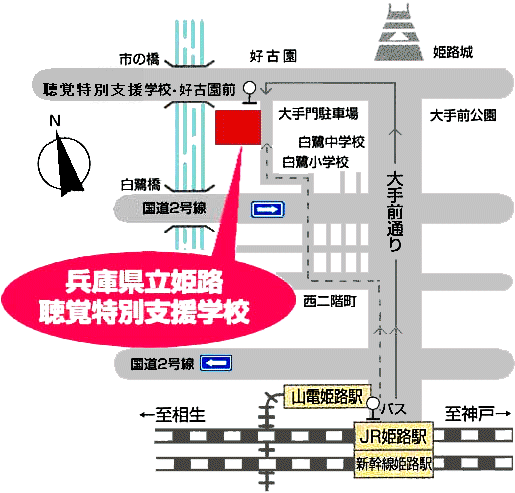 市の橋
好古園
姫路城
聴覚特別支援学校・好古園前
大手門駐車場
大手前公園
N
白鷺中学校
白鷺小学校
白鷺橋
大手前通り
国道2号線
兵庫県立姫路
聴覚特別支援学校
西二階町
国道2号線
山電姫路駅
バス
←至相生
至神戸→
JR姫路駅
新幹線姫路駅